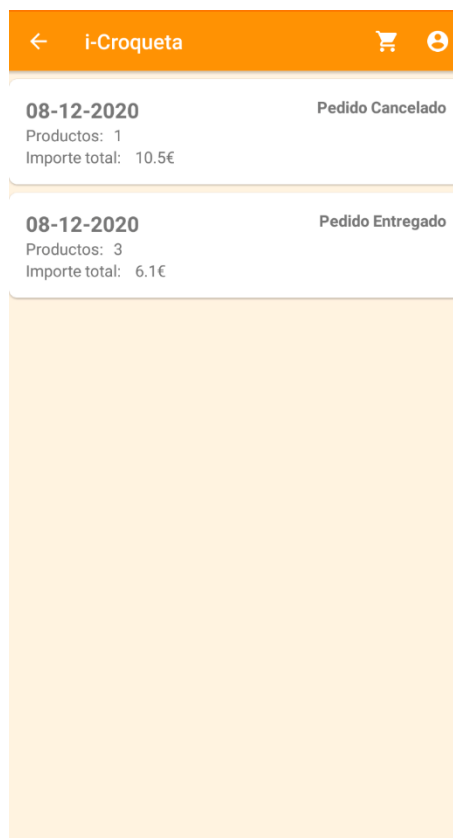 i-Croqueta
08-12-2020 Pedido Cancelado
Productos: 1
Importe total: 10.5€
08-12-2020 Pedido Entregado
Productos: 3
Importe total: 6.1€